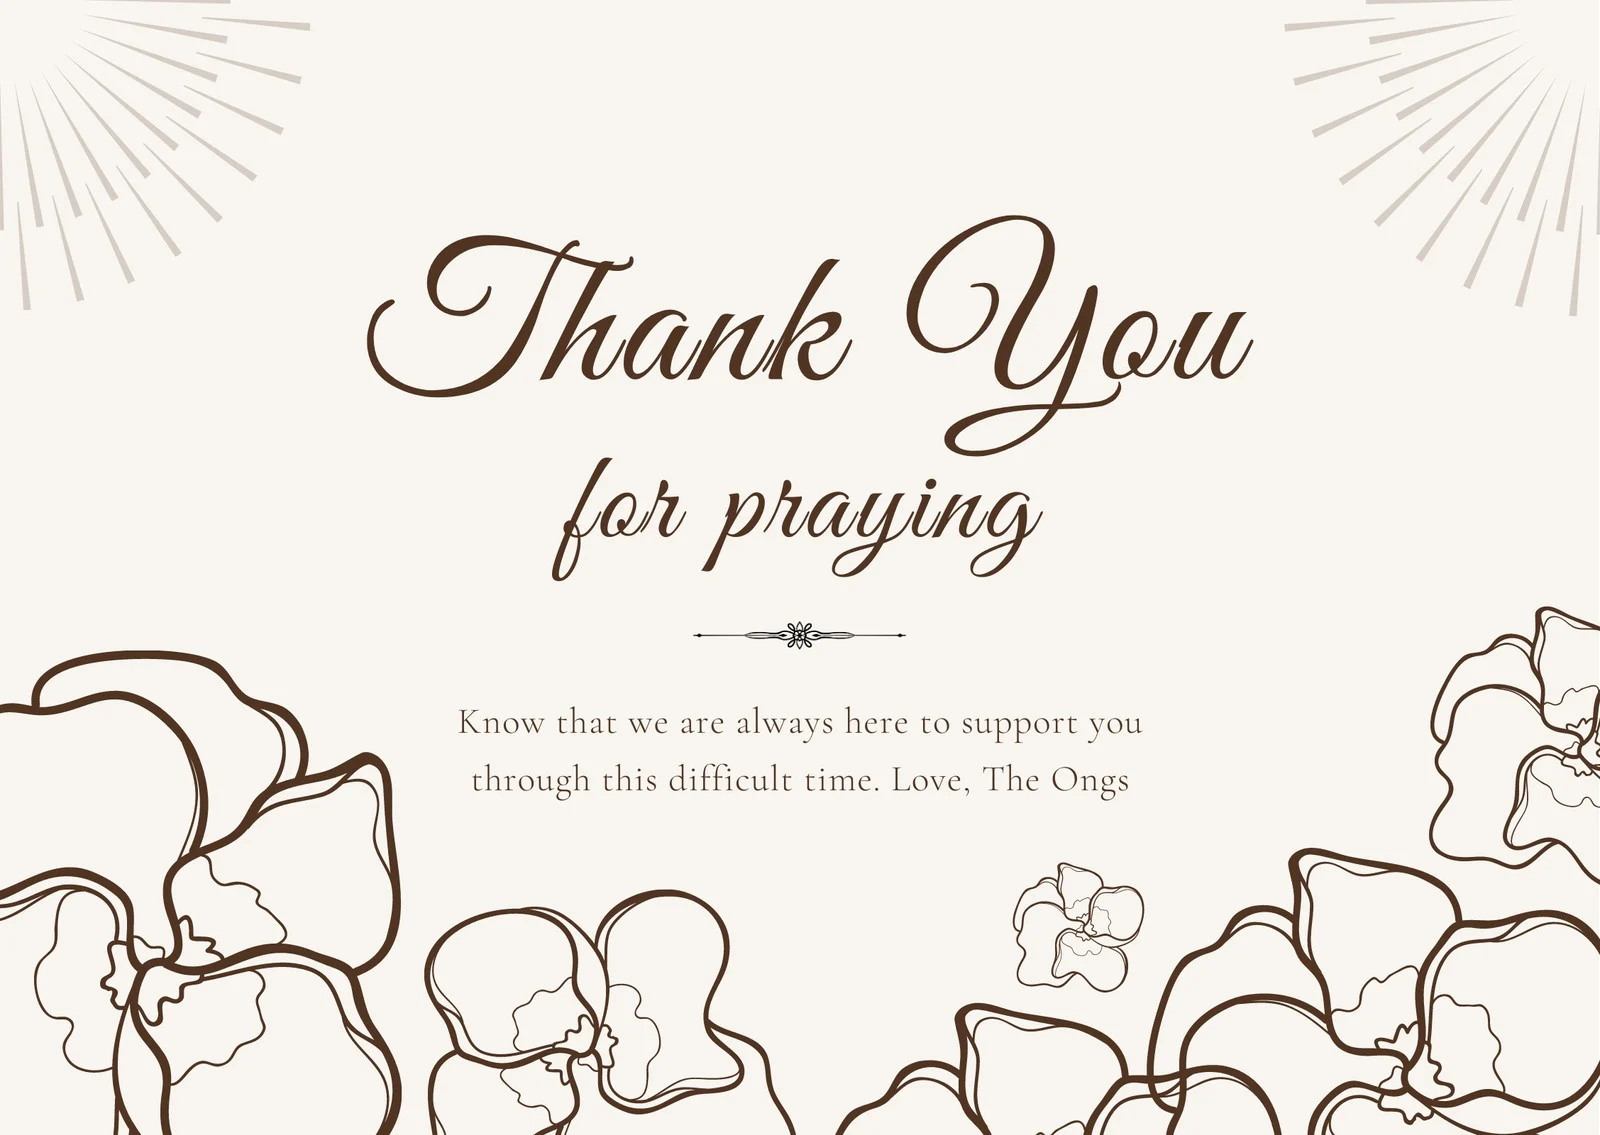 Thank You
for praying
Know that we are always here to support you
through this difficult time. Love, The Ongs